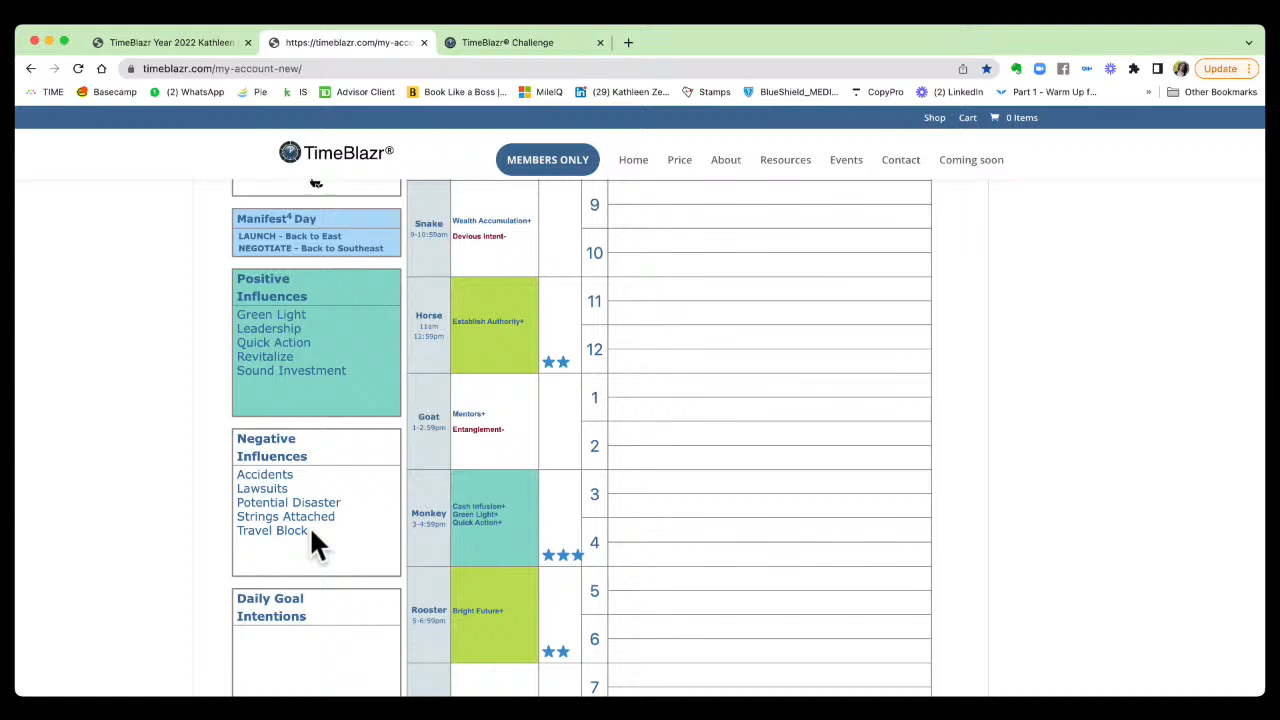 TimeBlazr Year 2022 Kathleen
https://timeblazr.com/my-acco
TimeBlazr® Challenge
timeblazr.com/my-account-new/
Update
TIME
Basecamp
(2) WhatsApp
Pie
IS
Advisor Client
Book Like a Boss |...
MileIQ
(29) Kathleen Ze...
Stamps
BlueShield_MEDI...
CopyPro
(2) LinkedIn
Part 1 - Warm Up f...
»
Other Bookmarks
Shop
Cart
0 Items
TimeBlazr®
MEMBERS ONLY
Home
Price
About
Resources
Events
Contact
Coming soon
Manifest⁴ Day
LAUNCH - Back to East
NEGOTIATE - Back to Southeast
Positive
Influences
Green Light
Leadership
Quick Action
Revitalize
Sound Investment
Negative
Influences
Accidents
Lawsuits
Potential Disaster
Strings Attached
Travel Block
Daily Goal
Intentions
Snake
9-10:59am
Wealth Accumulation+
Devious Intent-
9
10
Horse
11am
12:59pm
Establish Authority+
11
12
Goat
1-2:59pm
Mentors+
Entanglement-
1
2
Monkey
3-4:59pm
Cash Infusion+
Green Light+
Quick Action+
3
4
Rooster
5-6:59pm
Bright Future+
5
6
7